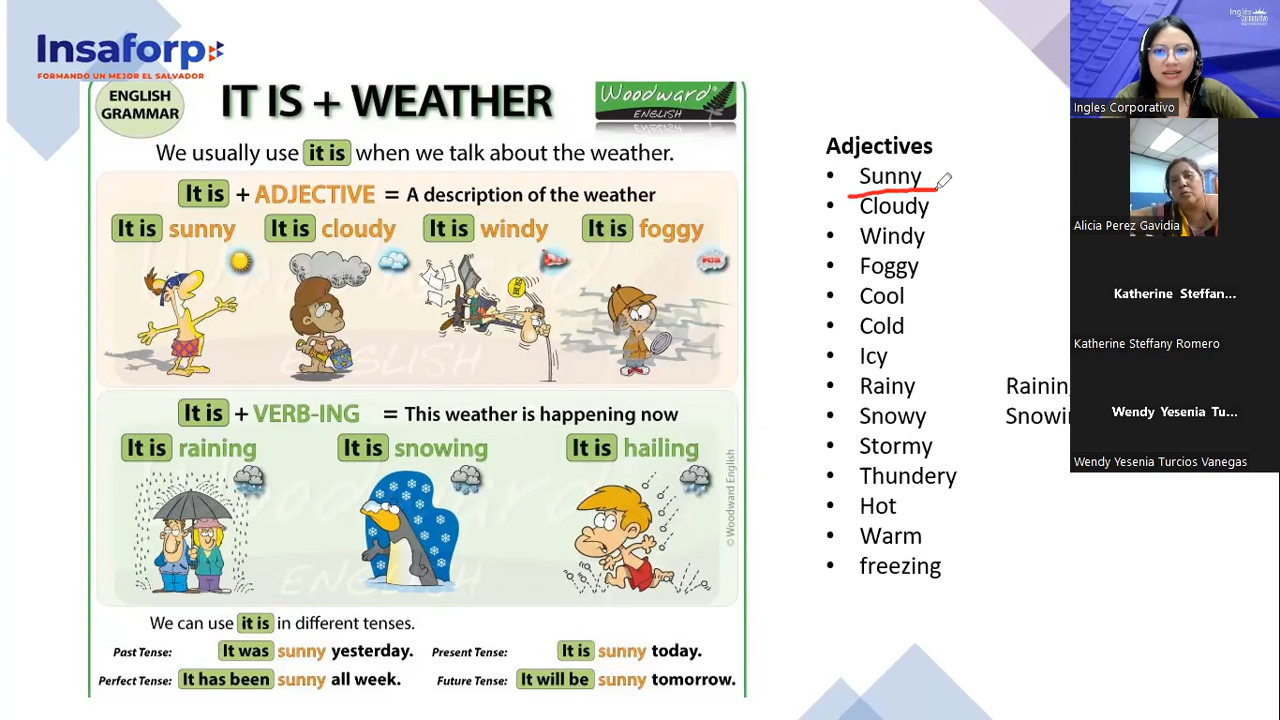 Insaforp
FORMANDO UN MEJOR EL SALVADOR
ENGLISH
GRAMMAR
IT IS + WEATHER
Woodward®
ENGLISH
We usually use it is when we talk about the weather.
It is + ADJECTIVE = A description of the weather
It is sunny It is cloudy It is windy It is foggy
It is + VERB-ING = This weather is happening now
It is raining It is snowing It is hailing
© Woodward English
We can use it is in different tenses.
Past Tense: It was sunny yesterday. Present Tense: It is sunny today.
Perfect Tense: It has been sunny all week. Future Tense: It will be sunny tomorrow.
Adjectives
• Sunny
• Cloudy
• Windy
• Foggy
• Cool
• Cold
• Icy
• Rainy Rainin
• Snowy Snowin
• Stormy
• Thundery
• Hot
• Warm
• freezing
Ingles Corporativo
Alicia Perez Gavidia
Katherine Steffan...
Katherine Steffany Romero
Wendy Yesenia Tu...
Wendy Yesenia Turcios Vanegas